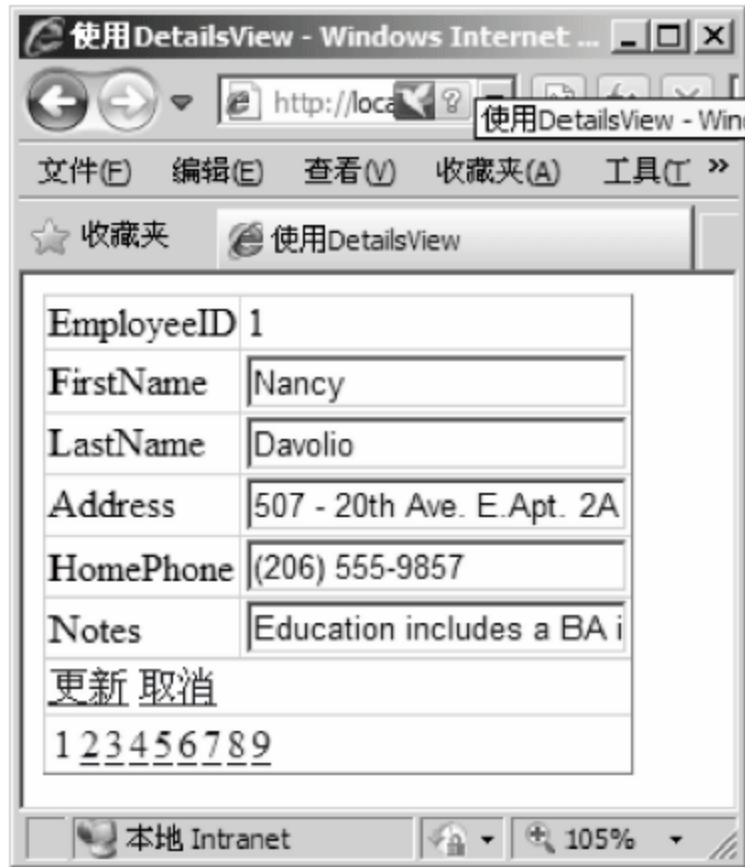 使用DetailsView - Windows Internet ...
http://loca
使用DetailsView - Win
文件(F) 编辑(E) 查看(V) 收藏夹(A) 工具(T »
收藏夹 使用DetailsView
EmployeeID 1
FirstName Nancy
LastName Davolio
Address 507 - 20th Ave. E.Apt. 2A
HomePhone (206) 555-9857
Notes Education includes a BA i
更新 取消
1 2 3 4 5 6 7 8 9
本地 Intranet 105%